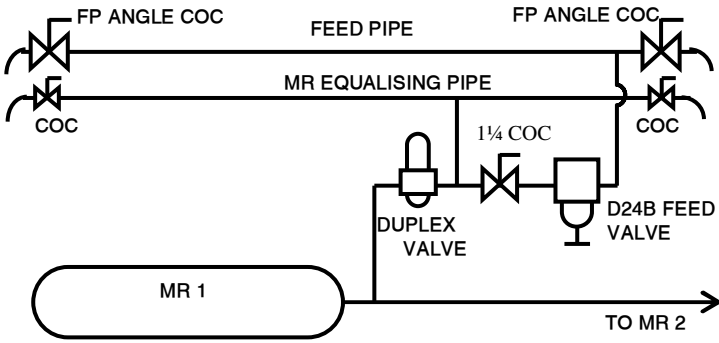 FP ANGLE COC
FP ANGLE COC
FEED PIPE
MR EQUALISING PIPE
COC
COC
1¼ COC
DUPLEX
VALVE
D24B FEED
VALVE
MR 1
TO MR 2